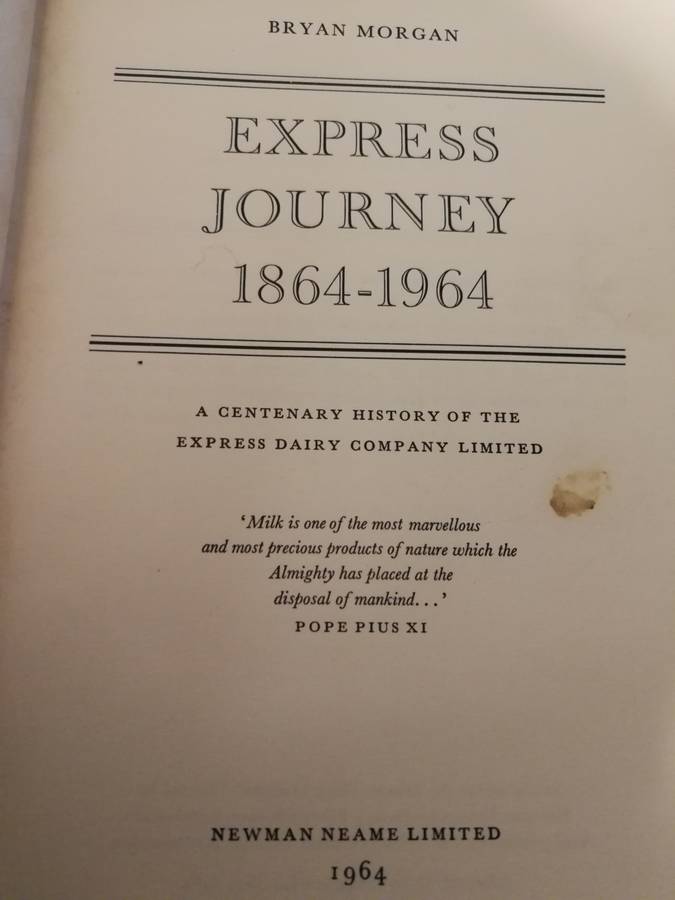 BRYAN MORGAN
EXPRESS
JOURNEY
1864-1964
A CENTENARY HISTORY OF THE
EXPRESS DAIRY COMPANY LIMITED
‘Milk is one of the most marvellous
and most precious products of nature which the
Almighty has placed at the
disposal of mankind...’
POPE PIUS XI
NEWMAN NEAME LIMITED
1964